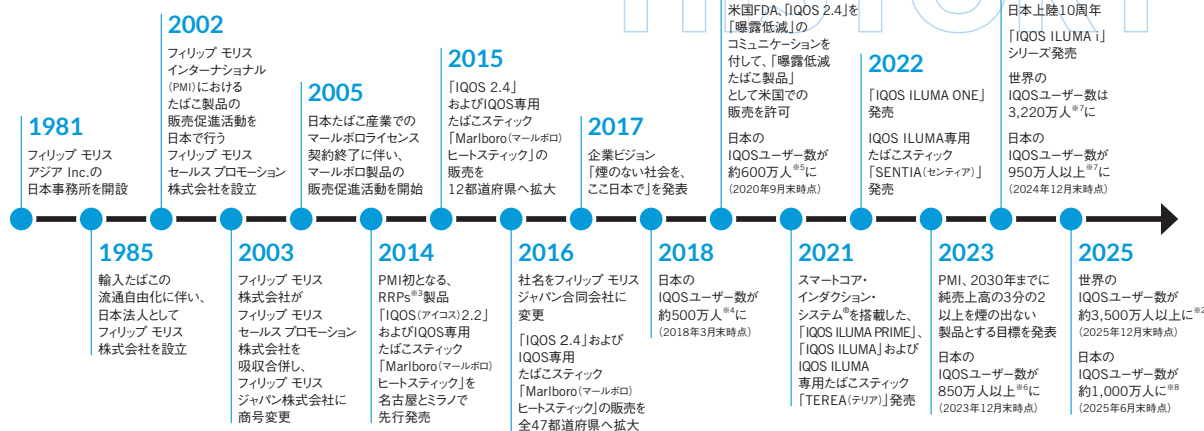 HISTORY
2002
フィリップ モリス
インターナショナル
(PMI)における
たばこ製品の
販売促進活動を
日本で行う
フィリップ モリス
セールス プロモーション
株式会社を設立
1981
フィリップ モリス
アジア Inc.の
日本事務所を開設
2005
日本たばこ産業での
マールボロライセンス
契約終了に伴い、
マールボロ製品の
販売促進活動を開始
2015
「IQOS 2.4」
およびIQOS専用
たばこスティック
「Marlboro(マールボロ)
ヒートスティック」の
販売を
12都道府県へ拡大
2017
企業ビジョン
「煙のない社会を、
ここ日本で」を発表
米国FDA、「IQOS 2.4」を
「曝露低減」の
コミュニケーションを
付して、「曝露低減
たばこ製品」
として米国での
販売を許可
日本の
IQOSユーザー数が
約600万人※5に
(2020年9月末時点)
2022
「IQOS ILUMA ONE」
発売
IQOS ILUMA専用
たばこスティック
「SENTIA(センティア)」
発売
日本上陸10周年
「IQOS ILUMA i」
シリーズ発売
世界の
IQOSユーザー数は
3,220万人※7に
日本の
IQOSユーザー数が
950万人以上※7に
(2024年12月末時点)
1985
輸入たばこの
流通自由化に伴い、
日本法人として
フィリップ モリス
株式会社を設立
2003
フィリップ モリス
株式会社が
フィリップ モリス
セールス プロモーション
株式会社を
吸収合併し、
フィリップ モリス
ジャパン株式会社に
商号変更
2014
PMI初となる、
RRPs※3製品
「IQOS(アイコス)2.2」
およびIQOS専用
たばこスティック
「Marlboro(マールボロ)
ヒートスティック」を
名古屋とミラノで
先行発売
2016
社名をフィリップ モリス
ジャパン合同会社に
変更
「IQOS 2.4」および
IQOS専用
たばこスティック
「Marlboro(マールボロ)
ヒートスティック」の販売を
全47都道府県へ拡大
2018
日本の
IQOSユーザー数が
約500万人※4に
(2018年3月末時点)
2021
スマートコア・
インダクション・
システム®を搭載した、
「IQOS ILUMA PRIME」、
「IQOS ILUMA」および
IQOS ILUMA
専用たばこスティック
「TEREA(テリア)」発売
2023
PMI、2030年までに
純売上高の3分の2
以上を煙の出ない
製品とする目標を発表
日本の
IQOSユーザー数が
850万人以上※6に
(2023年12月末時点)
2025
世界の
IQOSユーザー数が
約3,500万人以上に※2
(2025年12月末時点)
日本の
IQOSユーザー数が
約1,000万人に※8
(2025年6月末時点)